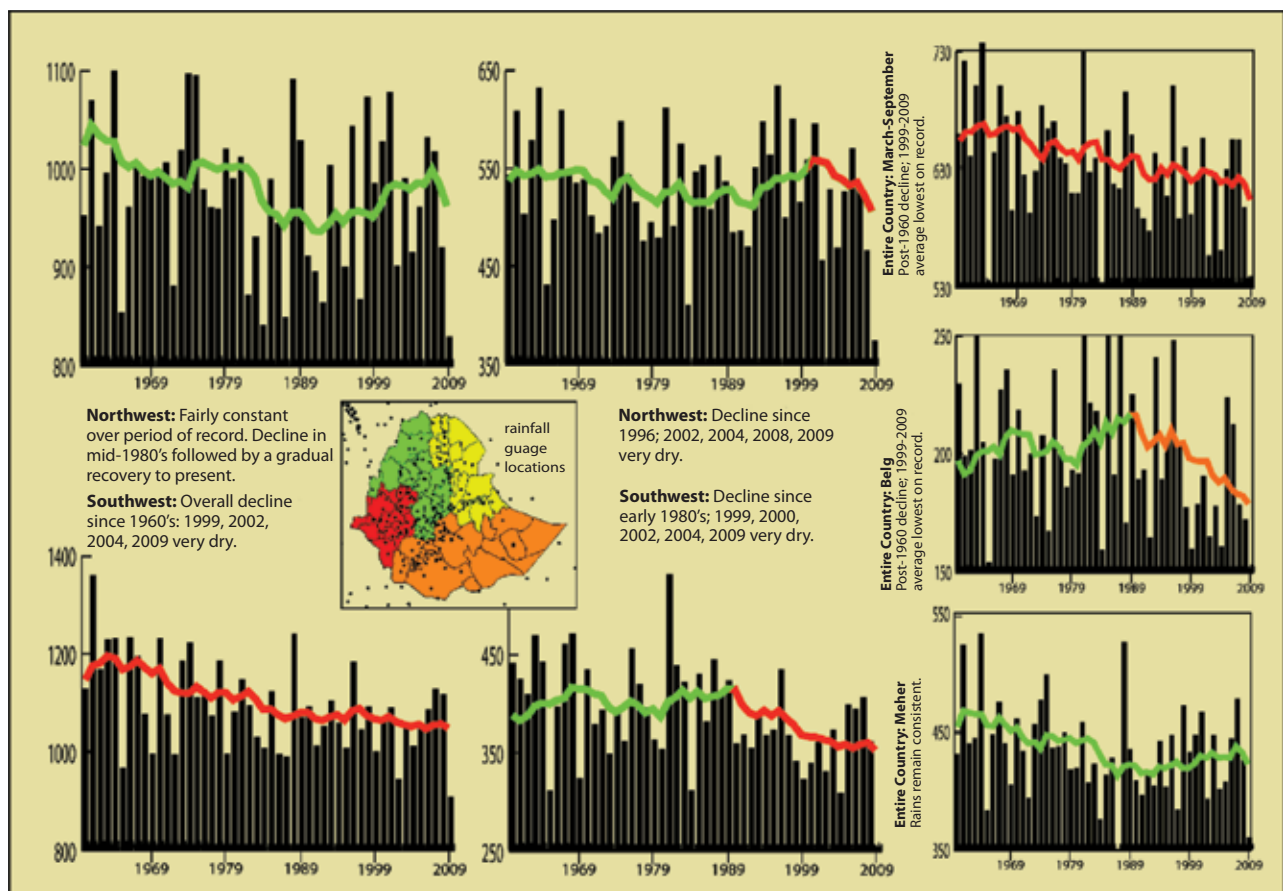 1100
1000
900
800
1969
1979
1989
1999
2009
650
550
450
350
1969
1979
1989
1999
2009
Entire Country: March-September
Post-1960 decline; 1999-2009
average lowest on record.
730
630
530
1969
1979
1989
1999
2009
Northwest: Fairly constant
over period of record. Decline in
mid-1980's followed by a gradual
recovery to present.
Southwest: Overall decline
since 1960's: 1999, 2002,
2004, 2009 very dry.
rainfall
guage
locations
Northwest: Decline since
1996; 2002, 2004, 2008, 2009
very dry.
Southwest: Decline since
early 1980's; 1999, 2000,
2002, 2004, 2009 very dry.
Entire Country: Belg
Post-1960 decline; 1999-2009
average lowest on record.
250
200
150
1969
1979
1989
1999
2009
1400
1200
1000
800
1969
1979
1989
1999
2009
450
350
250
1969
1979
1989
1999
2009
Entire Country: Meher
Rains remain consistent.
550
450
350
1969
1979
1989
1999
2009